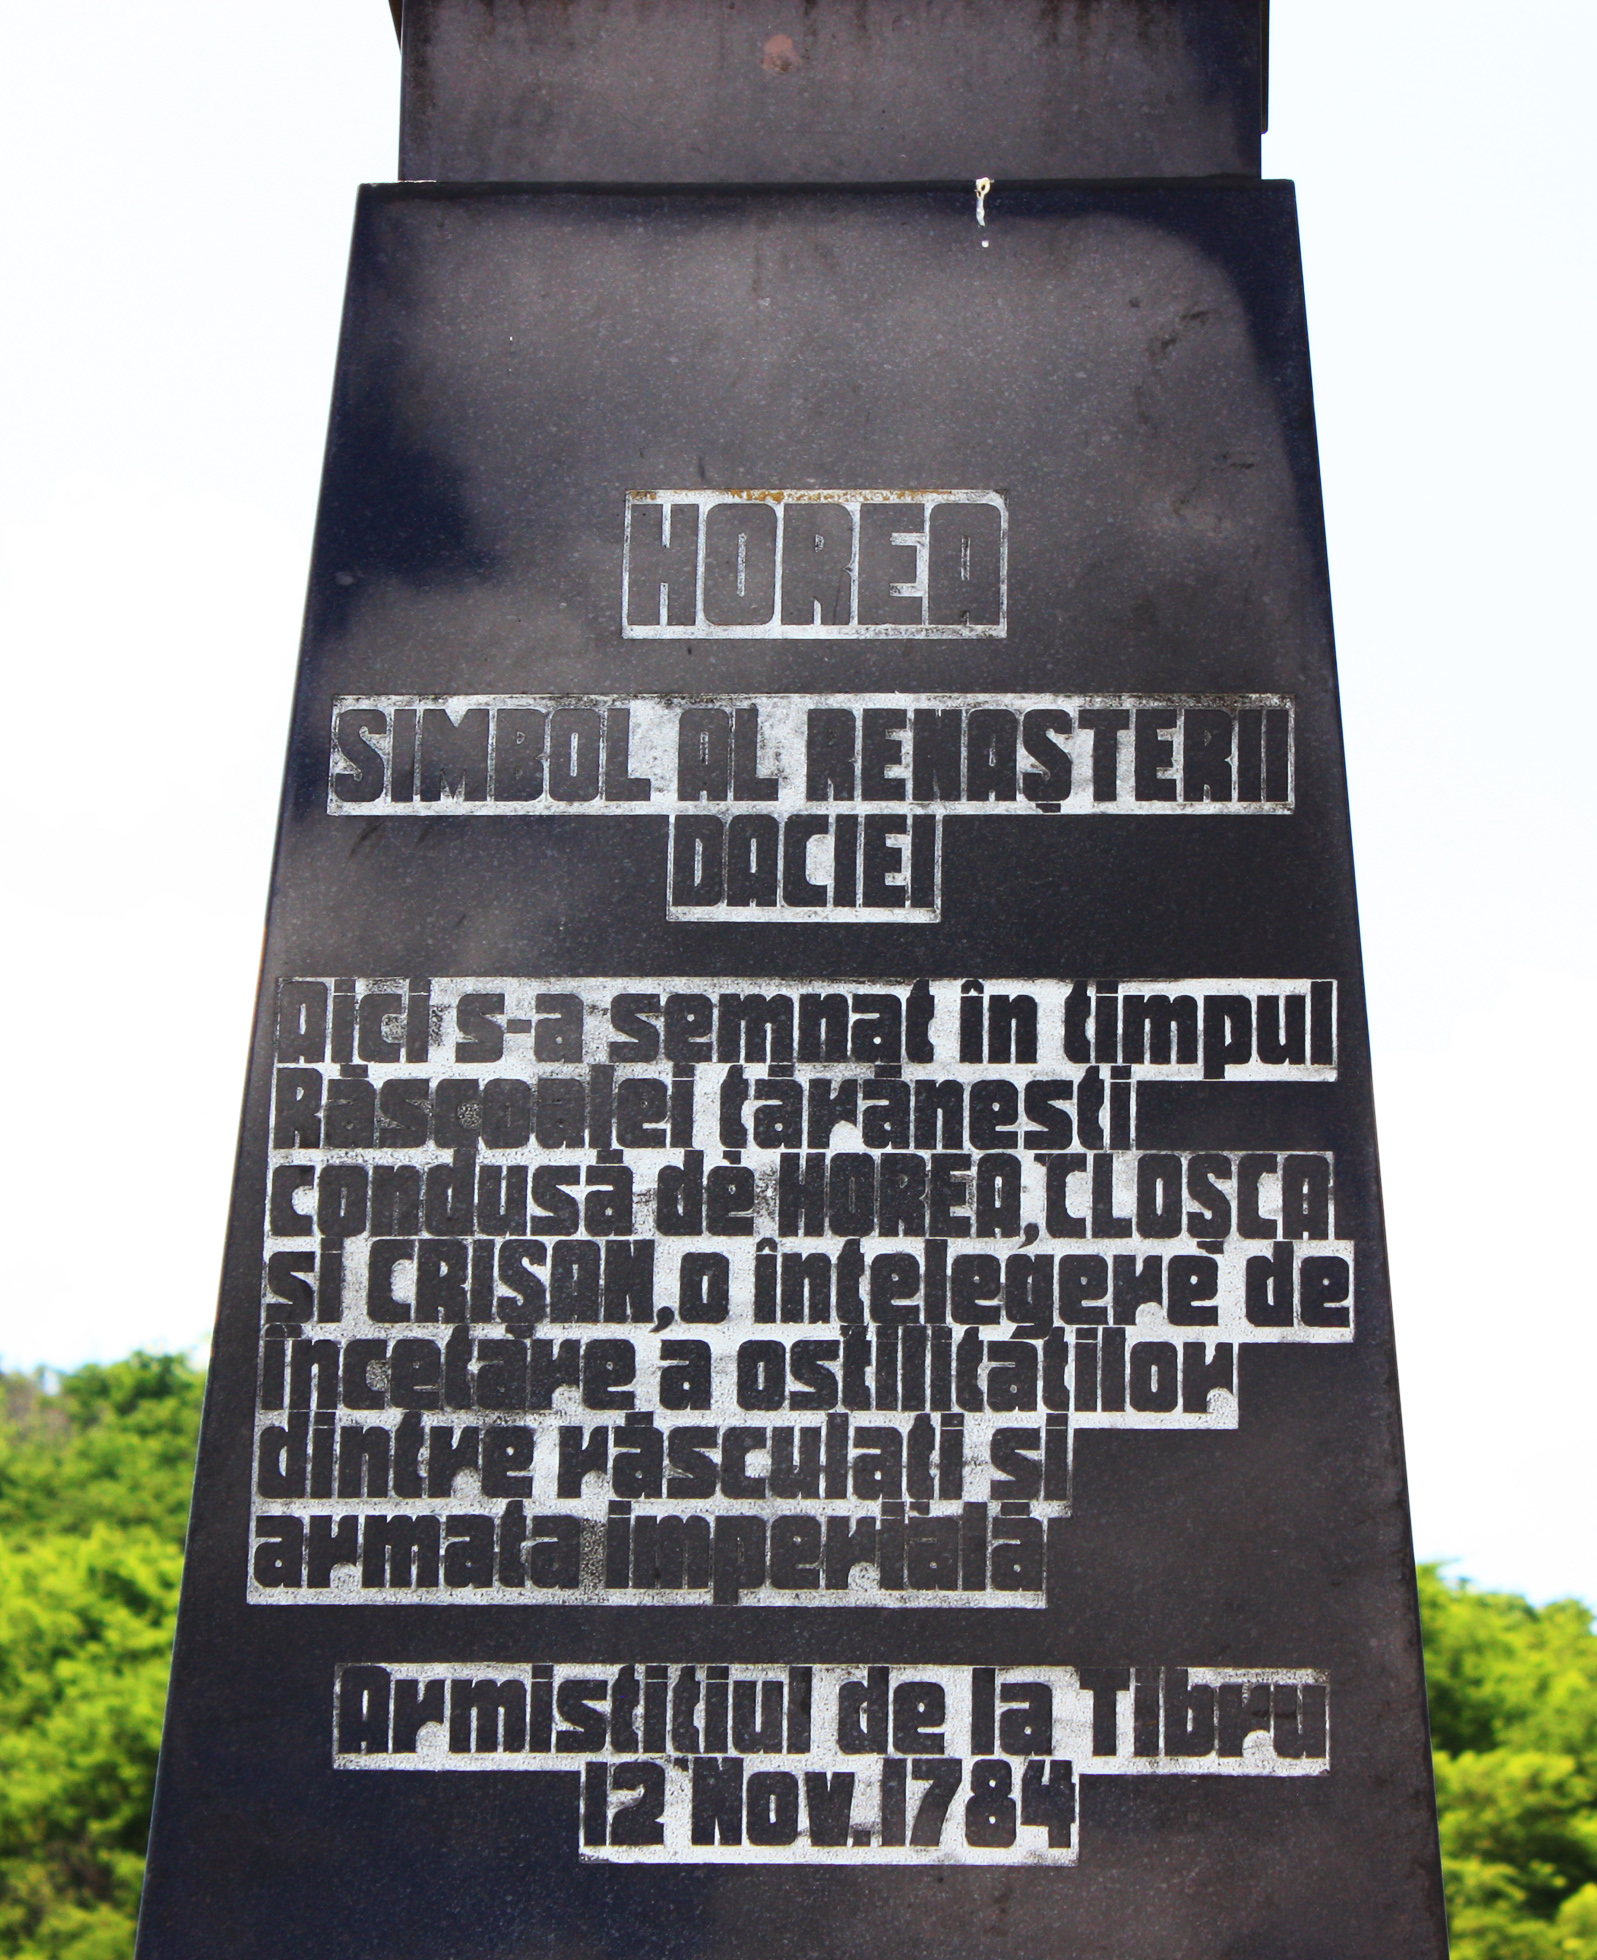 HOREA
SIMBOL AL RENAŞTERII
DACIEI
Aici s-a semnat în timpul
Răscoalei ţărăneşti
condusă de HOREA, CLOŞCA
şi CRIŞAN, o înţelegere de
încetare a ostilităţilor
dintre răsculaţi şi
armata imperială
Armistiţiul de la Tibru
12 Nov. 1784